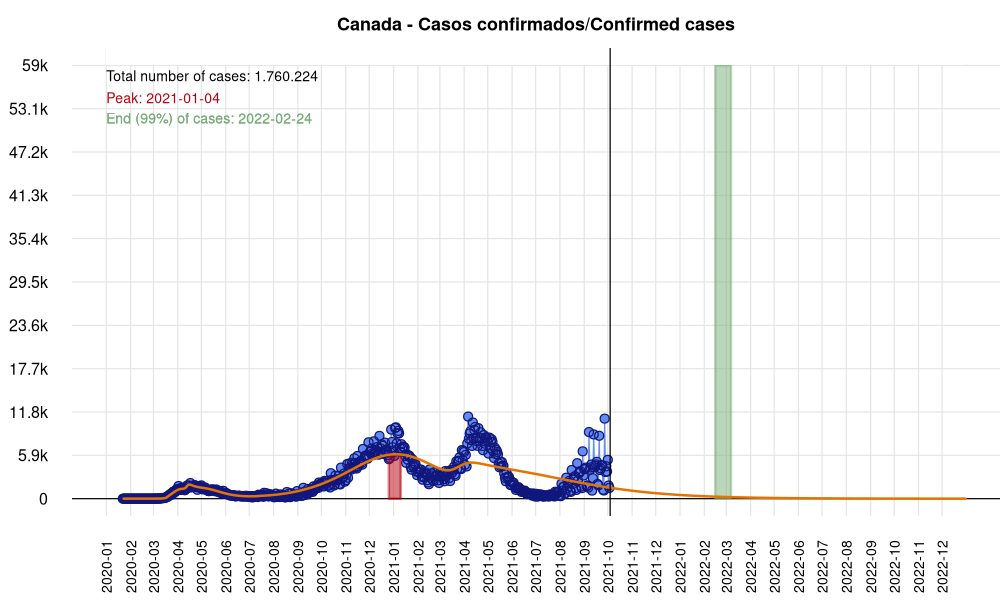 Canada - Casos confirmados/Confirmed cases
Total number of cases: 1.760.224
Peak: 2021-01-04
End (99%) of cases: 2022-02-24
59k
53.1k
47.2k
41.3k
35.4k
29.5k
23.6k
17.7k
11.8k
5.9k
0
2020-01
2020-02
2020-03
2020-04
2020-05
2020-06
2020-07
2020-08
2020-09
2020-10
2020-11
2020-12
2021-01
2021-02
2021-03
2021-04
2021-05
2021-06
2021-07
2021-08
2021-09
2021-10
2021-11
2021-12
2022-01
2022-02
2022-03
2022-04
2022-05
2022-06
2022-07
2022-08
2022-09
2022-10
2022-11
2022-12